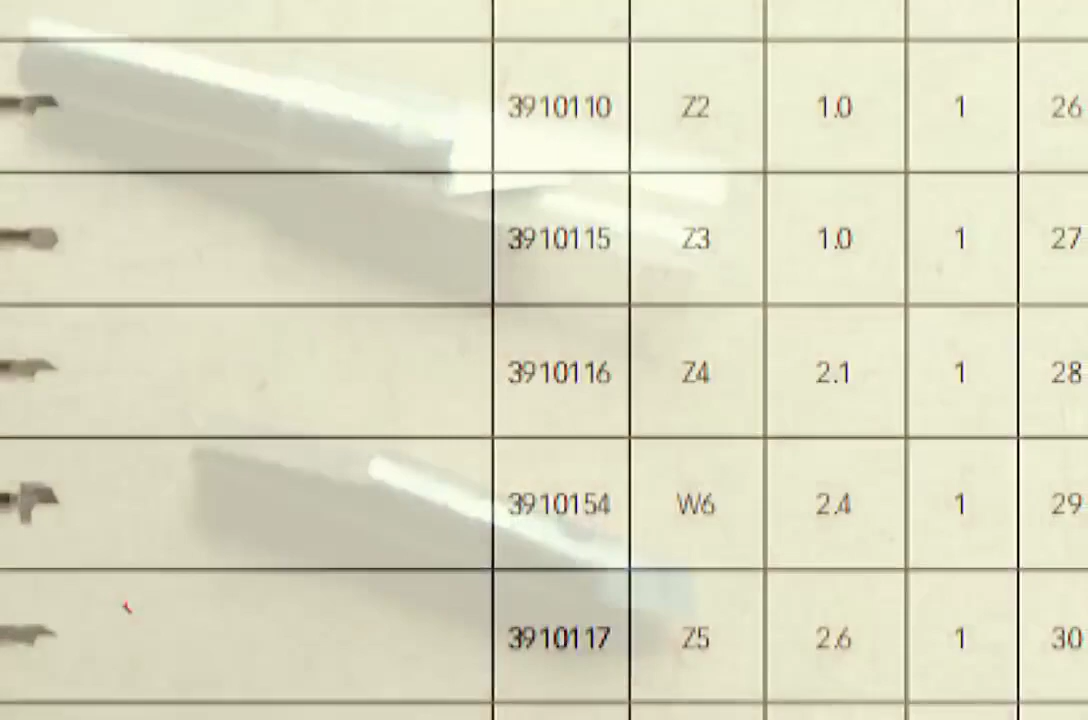 3910110 Z2 1.0 1 26
3910115 Z3 1.0 1 27
3910116 Z4 2.1 1 28
3910154 W6 2.4 1 29
3910117 Z5 2.6 1 30